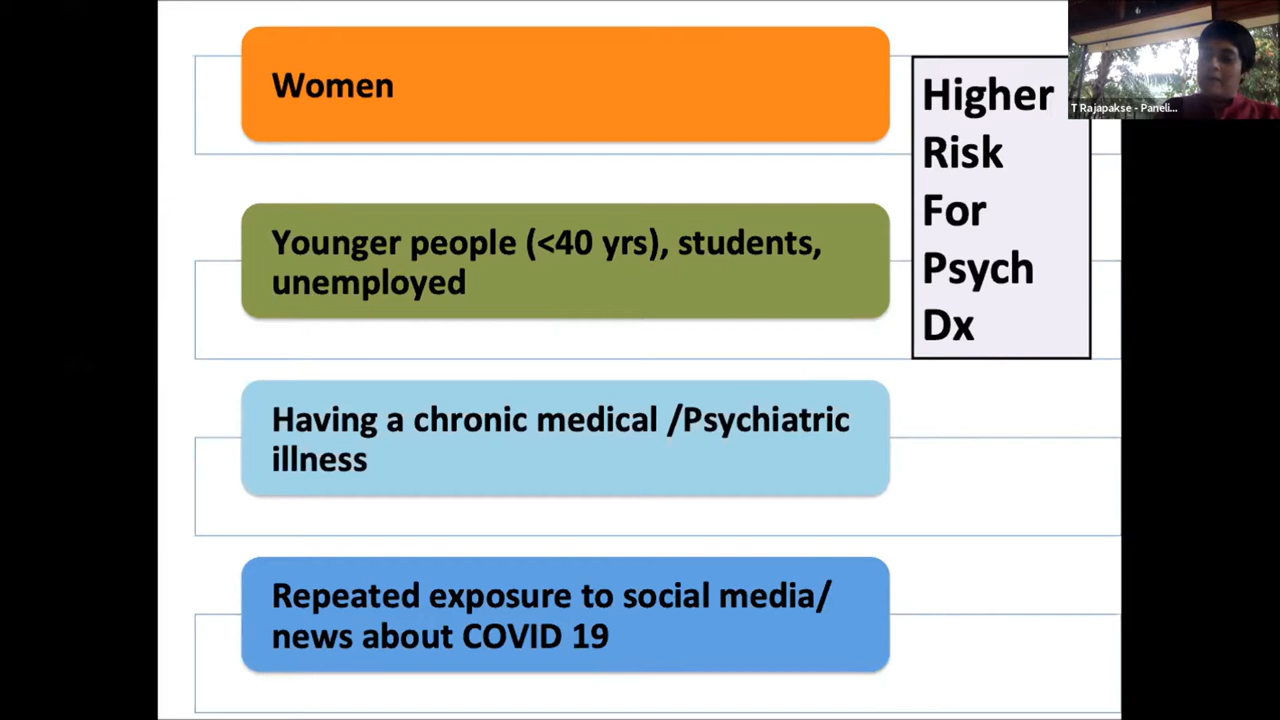 Women
Younger people (<40 yrs), students,
unemployed
Having a chronic medical /Psychiatric
illness
Repeated exposure to social media/
news about COVID 19
Higher
Risk
For
Psych
Dx
T Rajapakse - Paneli...